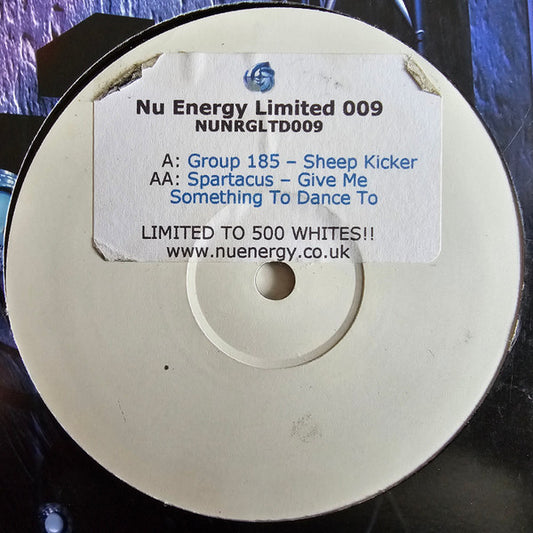 Nu Energy Limited 009
NUNRGLTD009
A: Group 185 – Sheep Kicker
AA: Spartacus – Give Me
Something To Dance To
LIMITED TO 500 WHITES!!
www.nuenergy.co.uk